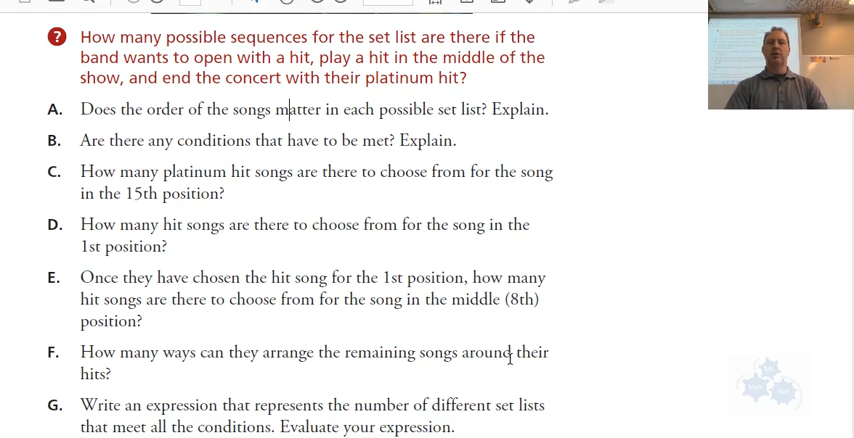 ? How many possible sequences for the set list are there if the
band wants to open with a hit, play a hit in the middle of the
show, and end the concert with their platinum hit?
A. Does the order of the songs matter in each possible set list? Explain.
B. Are there any conditions that have to be met? Explain.
C. How many platinum hit songs are there to choose from for the song
in the 15th position?
D. How many hit songs are there to choose from for the song in the
1st position?
E. Once they have chosen the hit song for the 1st position, how many
hit songs are there to choose from for the song in the middle (8th)
position?
F. How many ways can they arrange the remaining songs around their
hits?
G. Write an expression that represents the number of different set lists
that meet all the conditions. Evaluate your expression.